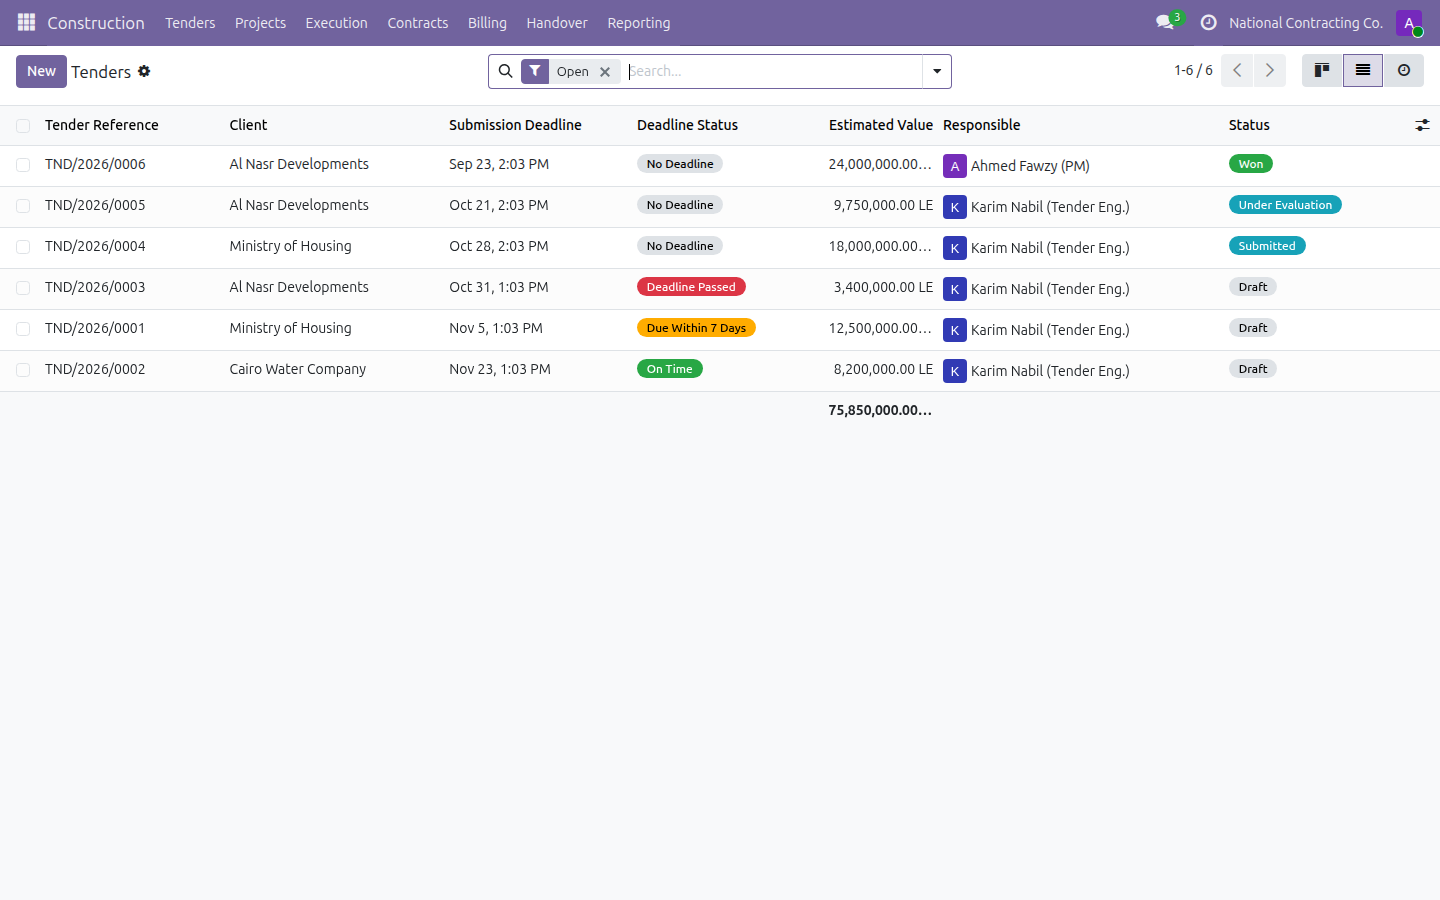 Construction Tenders Projects Execution Contracts Billing Handover Reporting 3 National Contracting Co. A
New Tenders Open Search... 1-6 / 6
Tender Reference Client Submission Deadline Deadline Status Estimated Value Responsible Status
TND/2026/0006 Al Nasr Developments Sep 23, 2:03 PM No Deadline 24,000,000.00... A Ahmed Fawzy (PM) Won
TND/2026/0005 Al Nasr Developments Oct 21, 2:03 PM No Deadline 9,750,000.00 LE K Karim Nabil (Tender Eng.) Under Evaluation
TND/2026/0004 Ministry of Housing Oct 28, 2:03 PM No Deadline 18,000,000.00... K Karim Nabil (Tender Eng.) Submitted
TND/2026/0003 Al Nasr Developments Oct 31, 1:03 PM Deadline Passed 3,400,000.00 LE K Karim Nabil (Tender Eng.) Draft
TND/2026/0001 Ministry of Housing Nov 5, 1:03 PM Due Within 7 Days 12,500,000.00... K Karim Nabil (Tender Eng.) Draft
TND/2026/0002 Cairo Water Company Nov 23, 1:03 PM On Time 8,200,000.00 LE K Karim Nabil (Tender Eng.) Draft
75,850,000.00...